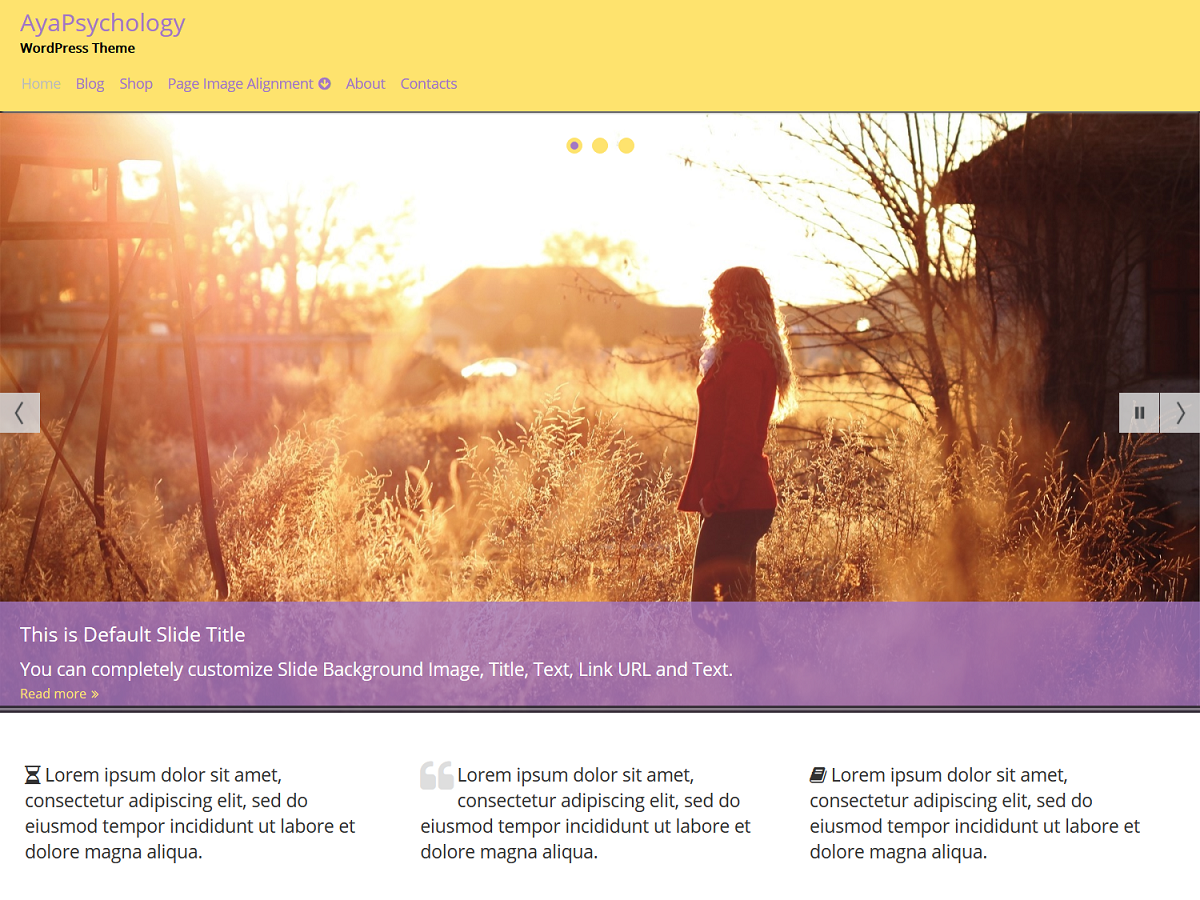 AyaPsychology
WordPress Theme
Home Blog Shop Page Image Alignment About Contacts
This is Default Slide Title
You can completely customize Slide Background Image, Title, Text, Link URL and Text.
Read more »
Lorem ipsum dolor sit amet,
consectetur adipiscing elit, sed do
eiusmod tempor incididunt ut labore et
dolore magna aliqua.
Lorem ipsum dolor sit amet,
consectetur adipiscing elit, sed do
eiusmod tempor incididunt ut labore et
dolore magna aliqua.
Lorem ipsum dolor sit amet,
consectetur adipiscing elit, sed do
eiusmod tempor incididunt ut labore et
dolore magna aliqua.